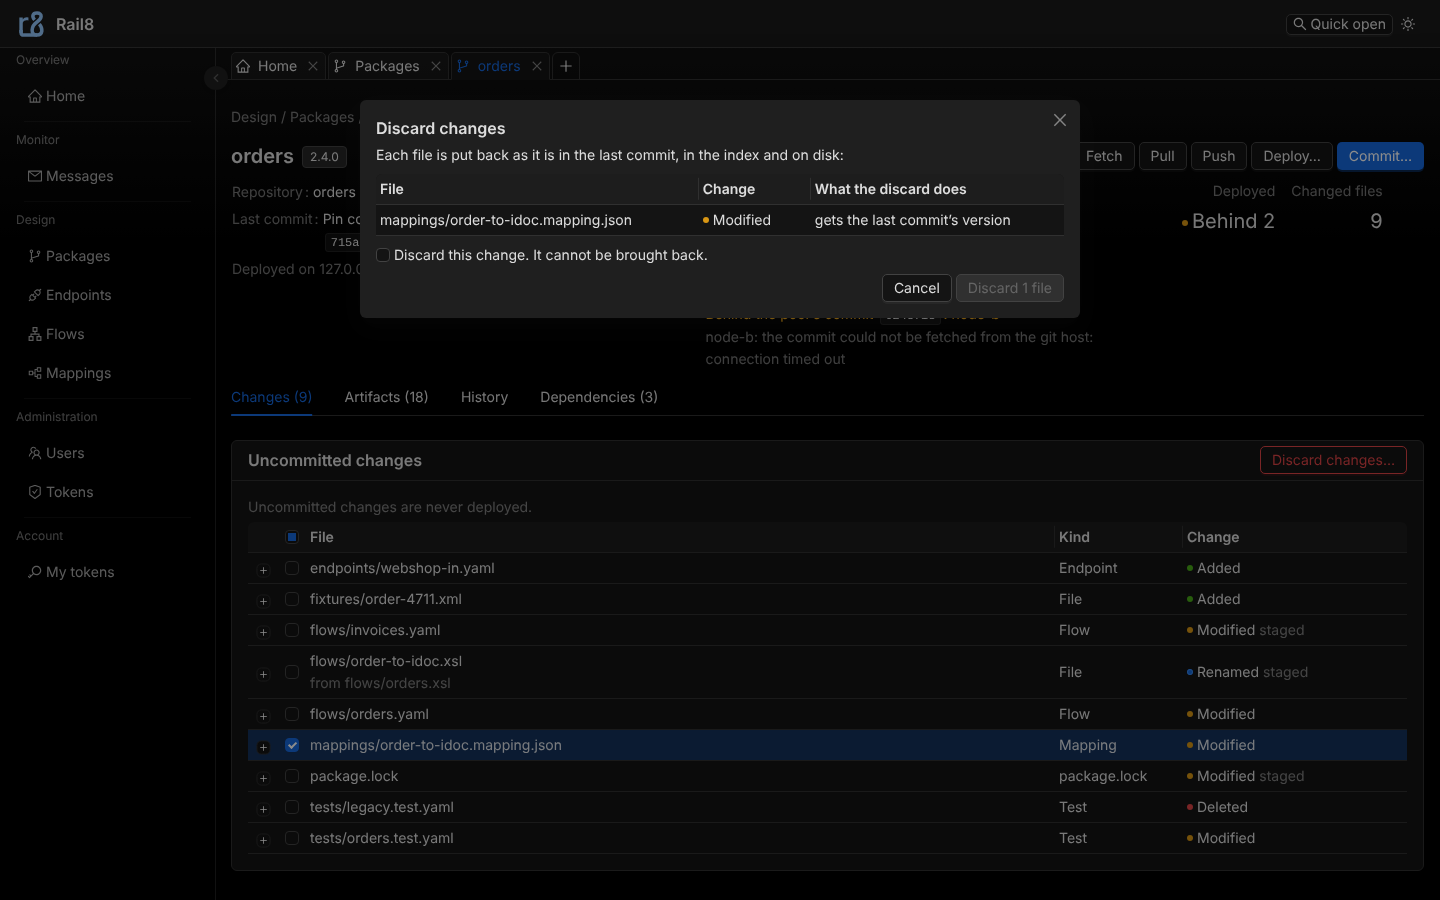 r8 Rail8
Quick open
Overview
Home
Monitor
Messages
Design
Packages
Endpoints
Flows
Mappings
Administration
Users
Tokens
Account
My tokens
Home
Packages
orders
Design / Packages /
orders 2.4.0
Fetch
Pull
Push
Deploy...
Commit...
Repository : orders
Last commit : Pin co
715a
Deployed on 127.0.0
Deployed
Behind 2
Changed files
9
Discard changes
Each file is put back as it is in the last commit, in the index and on disk:
File Change What the discard does
mappings/order-to-idoc.mapping.json Modified gets the last commit’s version
Discard this change. It cannot be brought back.
Cancel
Discard 1 file
node-b: the commit could not be fetched from the git host:
connection timed out
Changes (9)
Artifacts (18)
History
Dependencies (3)
Uncommitted changes
Discard changes...
Uncommitted changes are never deployed.
File Kind Change
endpoints/webshop-in.yaml Endpoint Added
fixtures/order-4711.xml File Added
flows/invoices.yaml Flow Modified staged
flows/order-to-idoc.xsl File Renamed staged
from flows/orders.xsl
flows/orders.yaml Flow Modified
mappings/order-to-idoc.mapping.json Mapping Modified
package.lock package.lock Modified staged
tests/legacy.test.yaml Test Deleted
tests/orders.test.yaml Test Modified